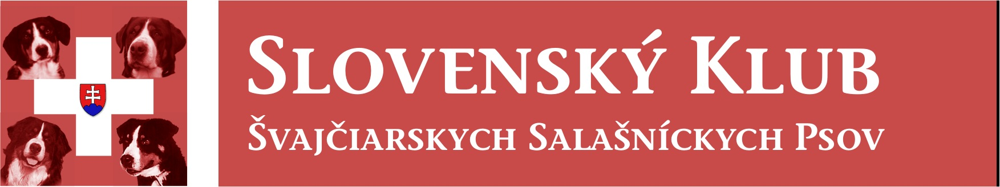 Slovenský Klub
Švajčiarskych Salašníckych Psov